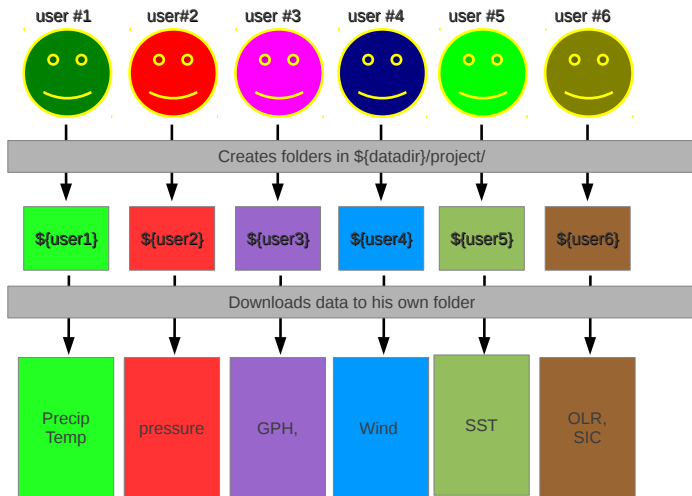 user #1
user#2
user #3
user #4
user #5
user #6
Creates folders in ${datadir}/project/
${user1}
${user2}
${user3}
${user4}
${user5}
${user6}
Downloads data to his own folder
Precip
Temp
pressure
GPH,
Wind
SST
OLR,
SIC